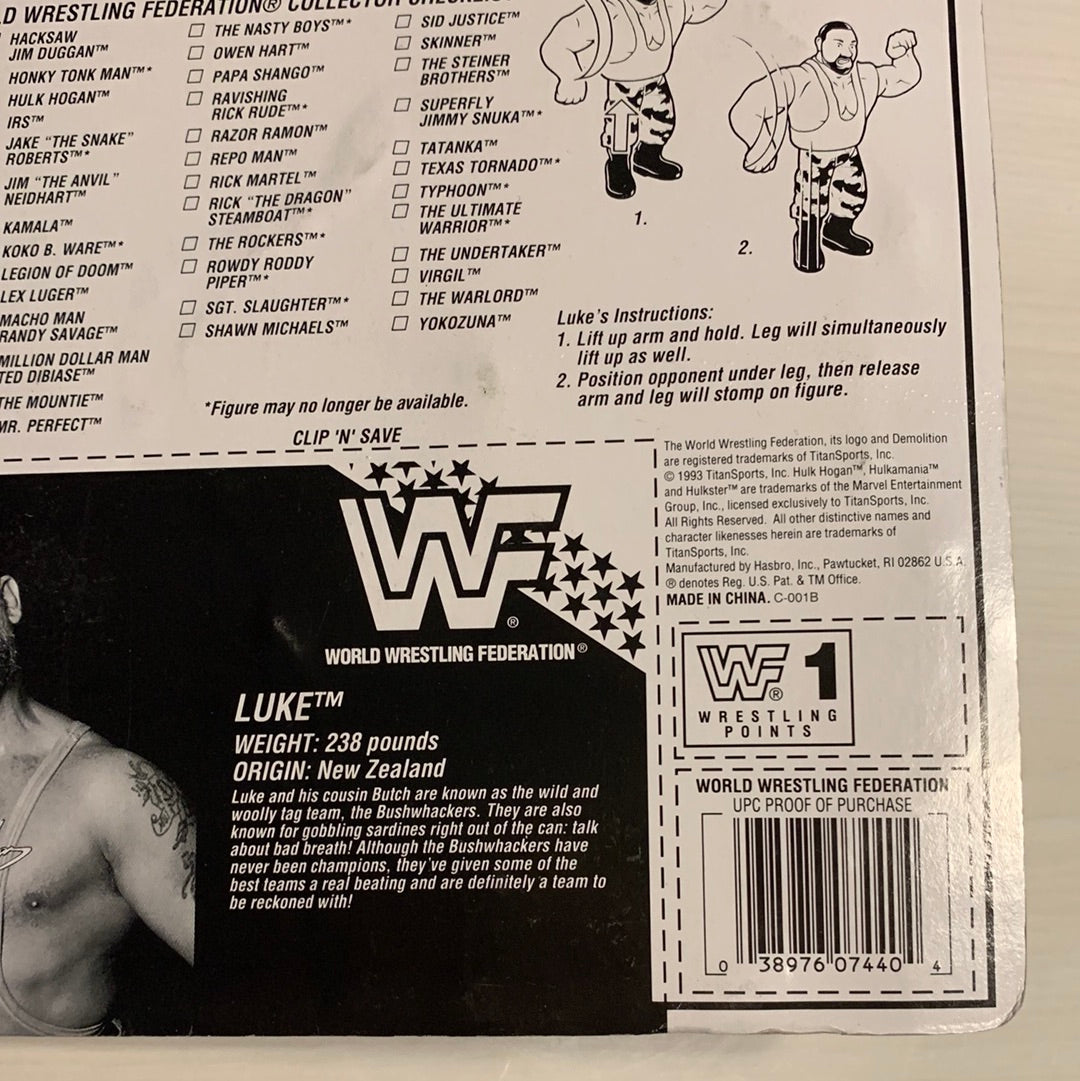 LD WRESTLING FEDERATION® COLLECTOR CHECKLIST
HACKSAW
JIM DUGGAN™
HONKY TONK MAN™*
HULK HOGAN™
IRS™
JAKE "THE SNAKE"
ROBERTS™*
JIM "THE ANVIL"
NEIDHART™
KAMALA™
KOKO B. WARE™*
LEGION OF DOOM™
LEX LUGER™
MACHO MAN
RANDY SAVAGE™
MILLION DOLLAR MAN
TED DIBIASE™
THE MOUNTIE™
MR. PERFECT™
THE NASTY BOYS™*
OWEN HART™
PAPA SHANGO™
RAVISHING
RICK RUDE™*
RAZOR RAMON™
REPO MAN™
RICK MARTEL™
RICK "THE DRAGON"
STEAMBOAT™*
THE ROCKERS™*
ROWDY RODDY
PIPER™*
SGT. SLAUGHTER™*
SHAWN MICHAELS™
SID JUSTICE™
SKINNER™
THE STEINER
BROTHERS™
SUPERFLY
JIMMY SNUKA™*
TATANKA™
TEXAS TORNADO™*
TYPHOON™*
THE ULTIMATE
WARRIOR™*
THE UNDERTAKER™
VIRGIL™
THE WARLORD™
YOKOZUNA™
*Figure may no longer be available.
1.
2.
Luke's Instructions:
1. Lift up arm and hold. Leg will simultaneously
lift up as well.
2. Position opponent under leg, then release
arm and leg will stomp on figure.
CLIP 'N' SAVE
WF
®
WORLD WRESTLING FEDERATION®
LUKE™
WEIGHT: 238 pounds
ORIGIN: New Zealand
Luke and his cousin Butch are known as the wild and
woolly tag team, the Bushwhackers. They are also
known for gobbling sardines right out of the can: talk
about bad breath! Although the Bushwhackers have
never been champions, they've given some of the
best teams a real beating and are definitely a team to
be reckoned with!
The World Wrestling Federation, its logo and Demolition
are registered trademarks of TitanSports, Inc.
© 1993 TitanSports, Inc. Hulk Hogan™, Hulkamania™
and Hulkster™ are trademarks of the Marvel Entertainment
Group, Inc., licensed exclusively to TitanSports, Inc.
All Rights Reserved. All other distinctive names and
character likenesses herein are trademarks of
TitanSports, Inc.
Manufactured by Hasbro, Inc., Pawtucket, RI 02862 U.S.A.
® denotes Reg. U.S. Pat. & TM Office.
MADE IN CHINA. C-001B
WF® 1
WRESTLING
POINTS
WORLD WRESTLING FEDERATION
UPC PROOF OF PURCHASE
0 38976 07440 4